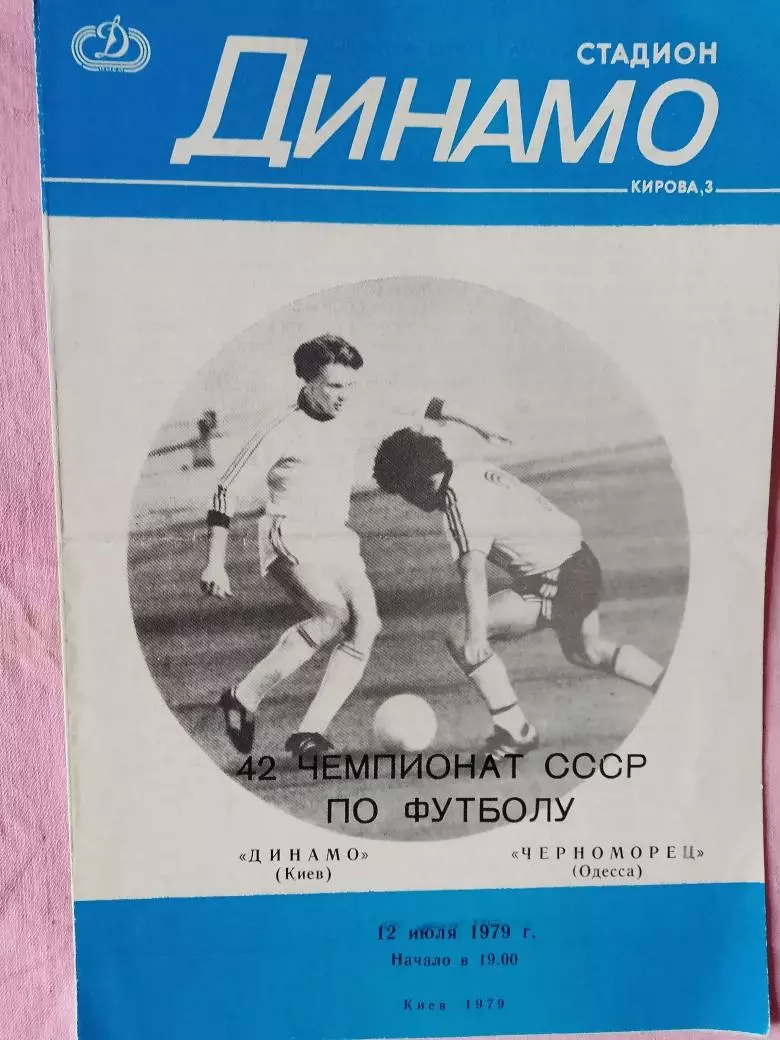 СТАДИОН
ДИНАМО
КИРОВА, 3
42 ЧЕМПИОНАТ СССР
ПО ФУТБОЛУ
«ДИНАМО» «ЧЕРНОМОРЕЦ»
(Киев) (Одесса)
12 июля 1979 г.
Начало в 19.00
Киев 1979